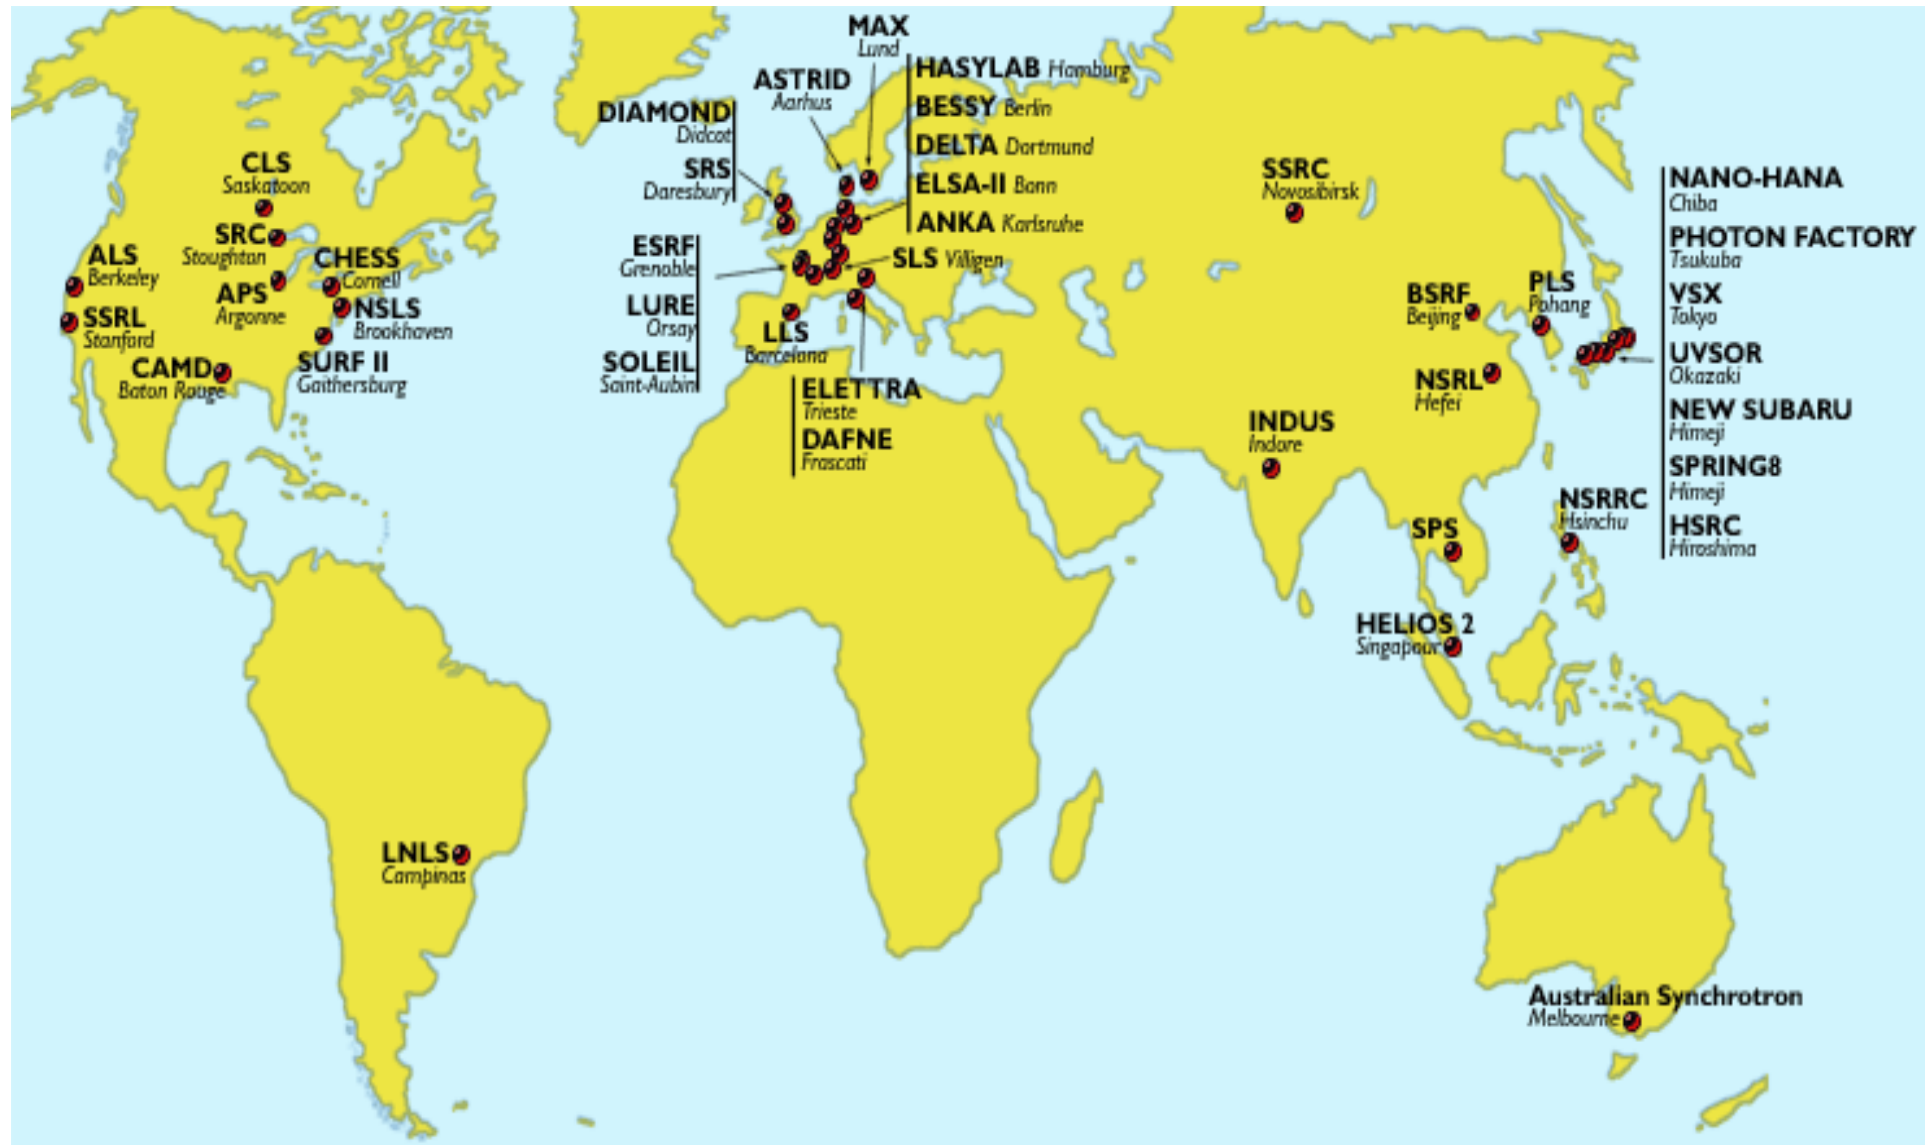 MAX
Lund
ASTRID
Aarhus
HASYLAB Hamburg
BESSY Berlin
DELTA Dortmund
ELSA-II Bonn
ANKA Karlsruhe
DIAMOND
Didcot
SRS
Daresbury
CLS
Saskatoon
SRC
Stoughton
ALS
Berkeley
CHESS
Cornell
APS
Argonne
NSLS
Brookhaven
SSRL
Stanford
CAMD
Baton Rouge
SURF II
Gaithersburg
ESRF
Grenoble
LURE
Orsay
SOLEIL
Saint-Aubin
SLS Villigen
LLS
Barcelona
ELETTRA
Trieste
DAFNE
Frascati
SSRC
Novosibirsk
BSRF
Beijing
PLS
Pohang
NSRL
Hefei
INDUS
Indore
NANO-HANA
Chiba
PHOTON FACTORY
Tsukuba
VSX
Tokyo
UVSOR
Okazaki
NEW SUBARU
Himeji
SPRING8
Himeji
HSRC
Hiroshima
NSRRC
Hsinchu
SPS
HELIOS 2
Singapour
LNLS
Campinas
Australian Synchrotron
Melbourne